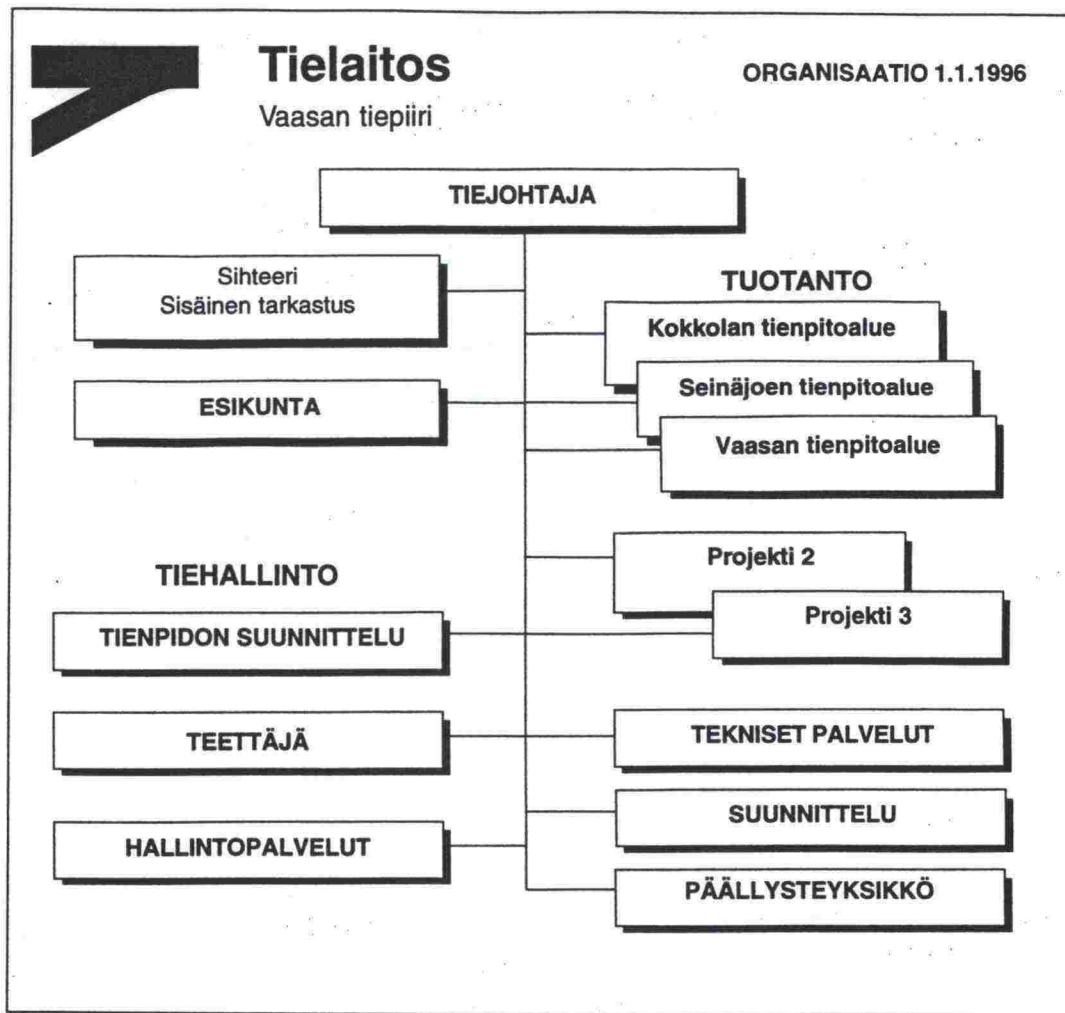 Tielaitos
Vaasan tiepiiri
ORGANISAATIO 1.1.1996
TIEJOHTAJA
Sihteeri
Sisäinen tarkastus
ESIKUNTA
TUOTANTO
Kokkolan tienpitoalue
Seinäjoen tienpitoalue
Vaasan tienpitoalue
Projekti 2
Projekti 3
TIEHALLINTO
TIENPIDON SUUNNITTELU
TEETTÄJÄ
HALLINTOPALVELUT
TEKNISET PALVELUT
SUUNNITTELU
PÄÄLLYSTEYKSIKKÖ